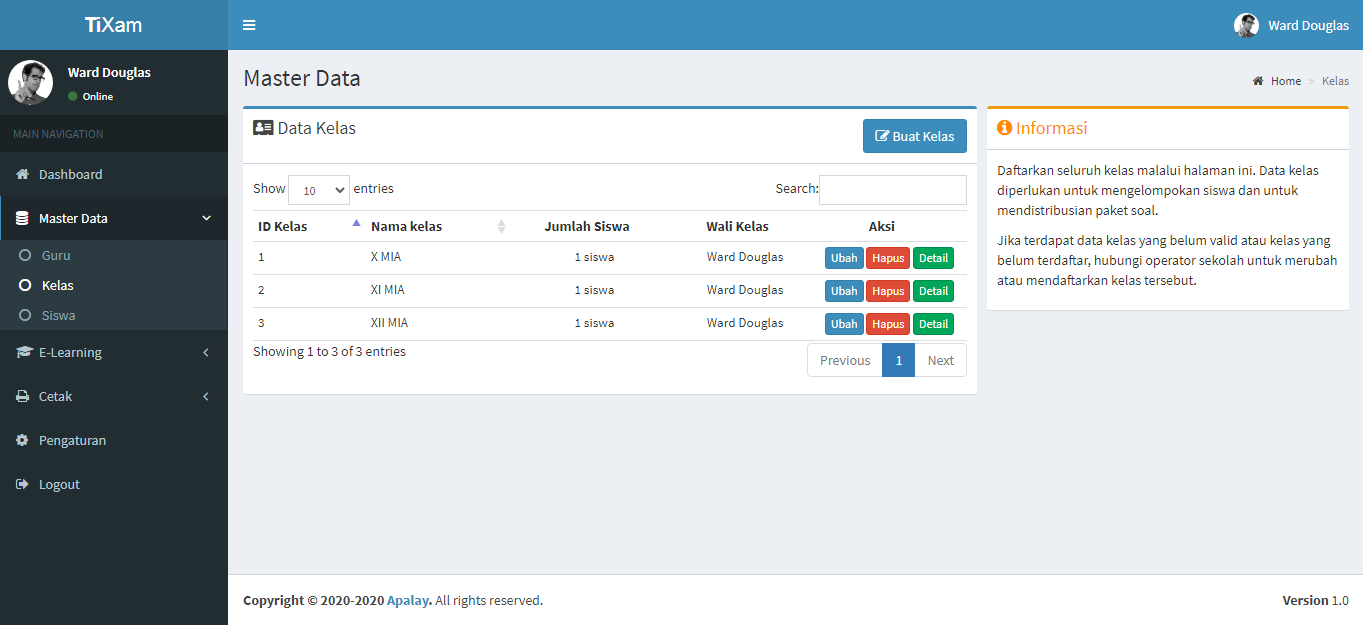 TiXam
Ward Douglas
Ward Douglas
Online
MAIN NAVIGATION
Dashboard
Master Data
Guru
Kelas
Siswa
E-Learning
Cetak
Pengaturan
Logout
Master Data
Home > Kelas
Data Kelas
Buat Kelas
Show 10 entries
Search:
ID Kelas Nama kelas Jumlah Siswa Wali Kelas Aksi
1 X MIA 1 siswa Ward Douglas Ubah Hapus Detail
2 XI MIA 1 siswa Ward Douglas Ubah Hapus Detail
3 XII MIA 1 siswa Ward Douglas Ubah Hapus Detail
Showing 1 to 3 of 3 entries
Previous 1 Next
Informasi
Daftarkan seluruh kelas malalui halaman ini. Data kelas
diperlukan untuk mengelompokan siswa dan untuk
mendistribusian paket soal.
Jika terdapat data kelas yang belum valid atau kelas yang
belum terdaftar, hubungi operator sekolah untuk merubah
atau mendaftarkan kelas tersebut.
Copyright © 2020-2020 Apalay. All rights reserved.
Version 1.0